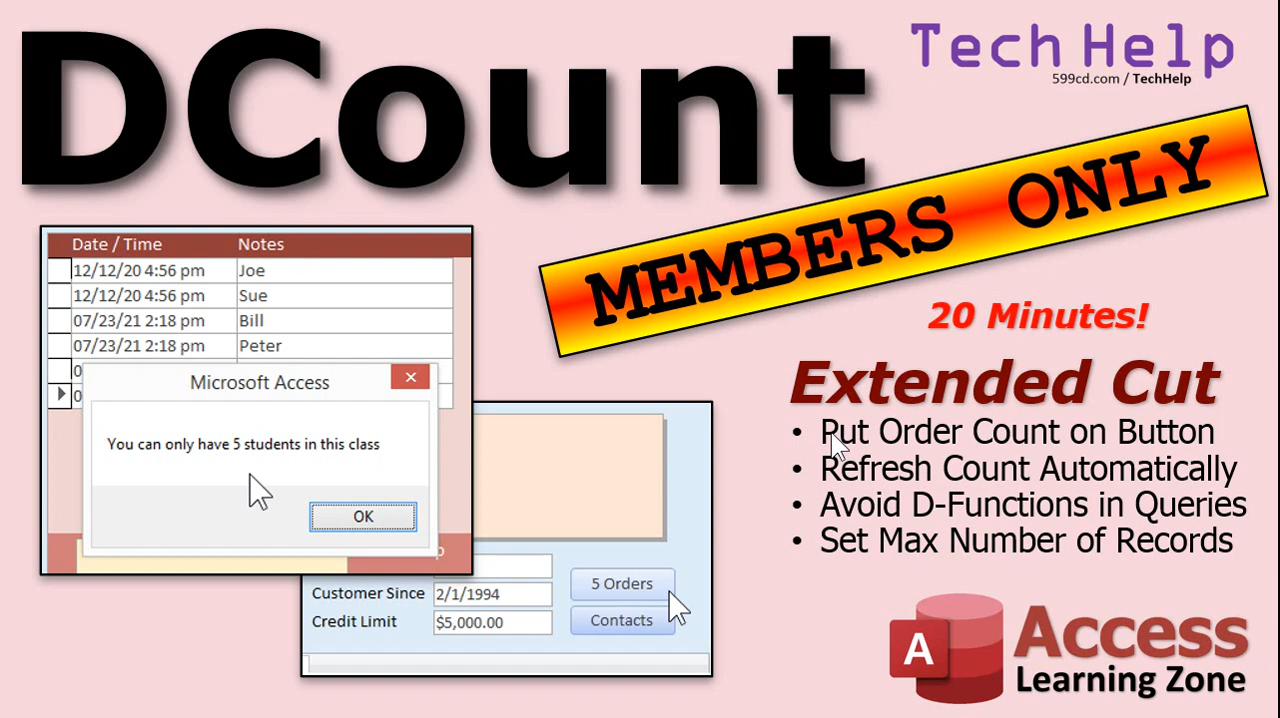 DCount
Tech Help
599cd.com / TechHelp
MEMBERS ONLY
Date / Time Notes
12/12/20 4:56 pm Joe
12/12/20 4:56 pm Sue
07/23/21 2:18 pm Bill
07/23/21 2:18 pm Peter
0
0
Microsoft Access
You can only have 5 students in this class
OK
p
Customer Since 2/1/1994
Credit Limit $5,000.00
5 Orders
Contacts
20 Minutes!
Extended Cut
• Put Order Count on Button
• Refresh Count Automatically
• Avoid D-Functions in Queries
• Set Max Number of Records
A
Access
Learning Zone